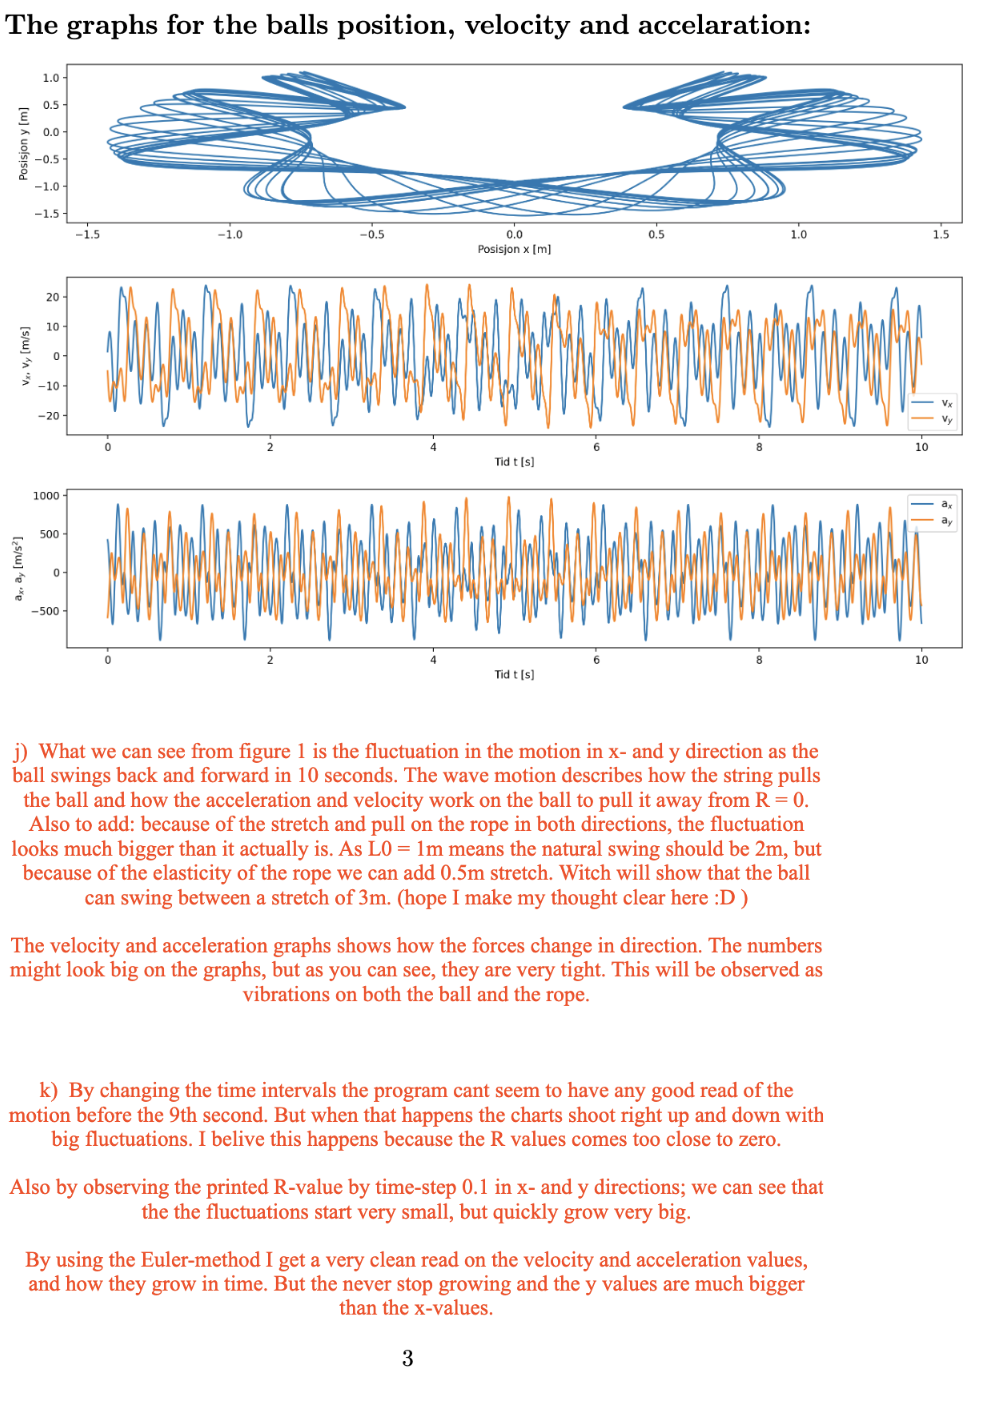 The graphs for the balls position, velocity and accelaration:
1.0
0.5
0.0
−0.5
−1.0
−1.5
Posisjon y [m]
−1.5 −1.0 −0.5 0.0 0.5 1.0 1.5
Posisjon x [m]
20
10
0
−10
−20
vx, vy [m/s]
vx
vy
0 2 4 6 8 10
Tid t [s]
1000
500
0
−500
ax, ay [m/s²]
ax
ay
0 2 4 6 8 10
Tid t [s]
j) What we can see from figure 1 is the fluctuation in the motion in x- and y direction as the
ball swings back and forward in 10 seconds. The wave motion describes how the string pulls
the ball and how the acceleration and velocity work on the ball to pull it away from R = 0.
Also to add: because of the stretch and pull on the rope in both directions, the fluctuation
looks much bigger than it actually is. As L0 = 1m means the natural swing should be 2m, but
because of the elasticity of the rope we can add 0.5m stretch. Witch will show that the ball
can swing between a stretch of 3m. (hope I make my thought clear here :D )
The velocity and acceleration graphs shows how the forces change in direction. The numbers
might look big on the graphs, but as you can see, they are very tight. This will be observed as
vibrations on both the ball and the rope.
k) By changing the time intervals the program cant seem to have any good read of the
motion before the 9th second. But when that happens the charts shoot right up and down with
big fluctuations. I belive this happens because the R values comes too close to zero.
Also by observing the printed R-value by time-step 0.1 in x- and y directions; we can see that
the the fluctuations start very small, but quickly grow very big.
By using the Euler-method I get a very clean read on the velocity and acceleration values,
and how they grow in time. But the never stop growing and the y values are much bigger
than the x-values.
3